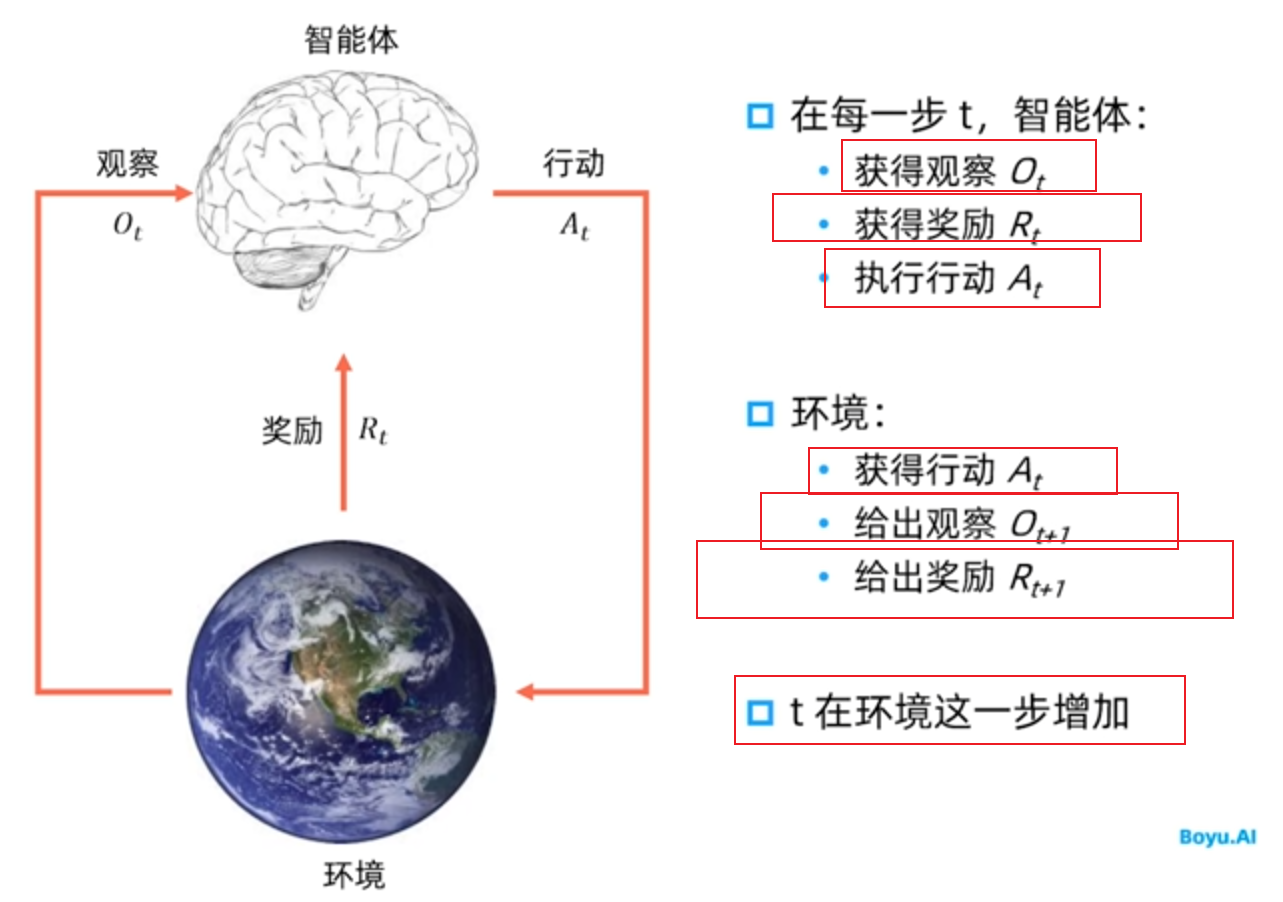 智能体
观察
O_t
行动
A_t
奖励
R_t
环境
在每一步 t，智能体：
• 获得观察 O_t
• 获得奖励 R_t
• 执行行动 A_t
环境：
• 获得行动 A_t
• 给出观察 O_{t+1}
• 给出奖励 R_{t+1}
t 在环境这一步增加
Boyu.AI